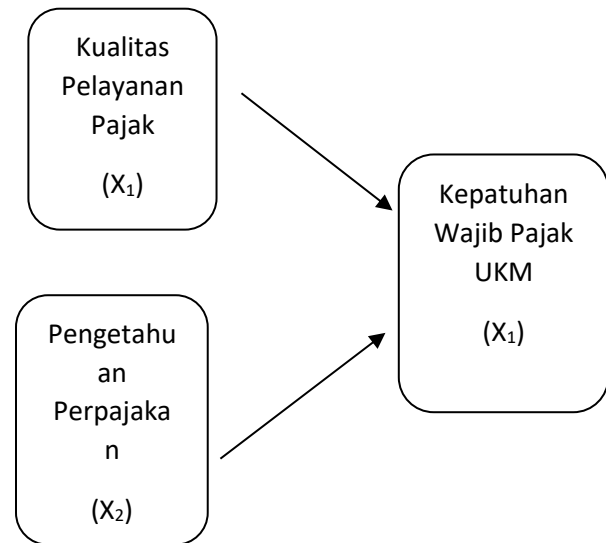 Kualitas
Pelayanan
Pajak
(X₁)
Kepatuhan
Wajib Pajak
UKM
(X₁)
Pengetahu
an
Perpajaka
n
(X₂)